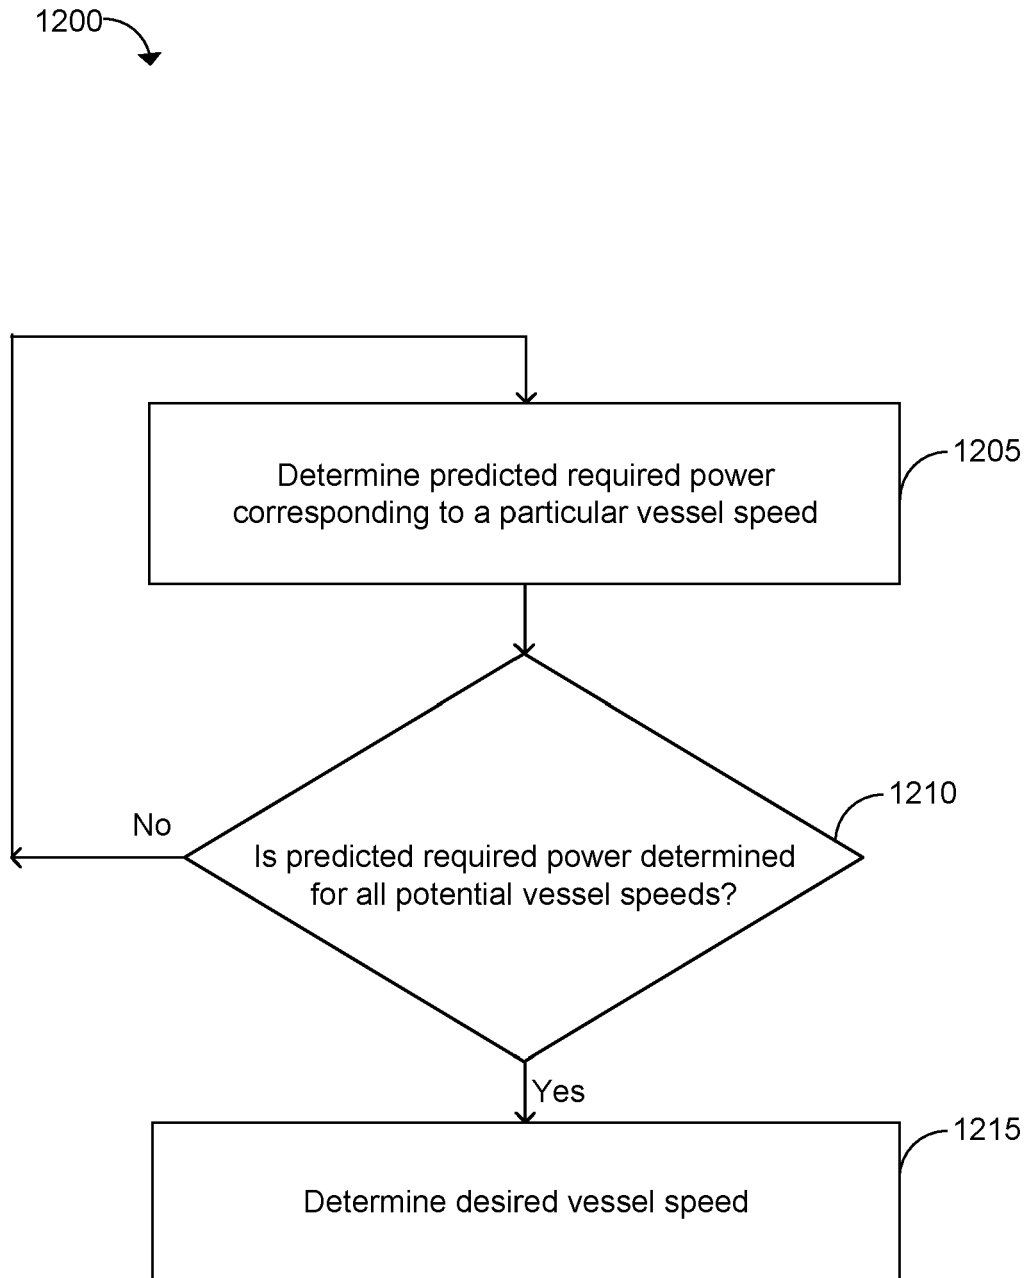 1200
Determine predicted required power
corresponding to a particular vessel speed
1205
1210
No
Is predicted required power determined
for all potential vessel speeds?
Yes
1215
Determine desired vessel speed